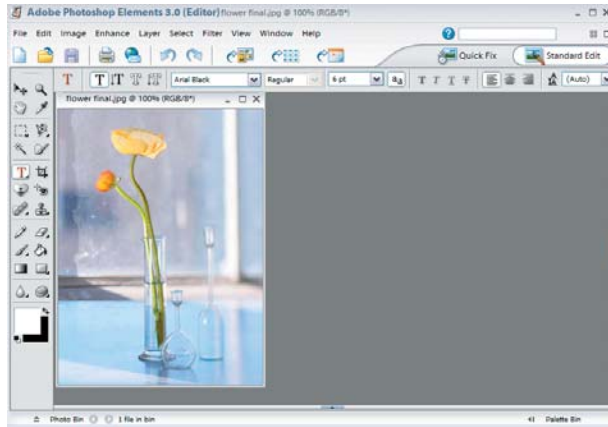 Adobe Photoshop Elements 3.0 (Editor) flower final.jpg @ 100% (RGB/8*)
File Edit Image Enhance Layer Select Filter View Window Help
Quick Fix Standard Edit
T T T T T Arial Black Regular 6 pt aa T T T T (Auto)
flower final.jpg @ 100% (RGB/8*)
T
Photo Bin 1 file in bin Palette Bin